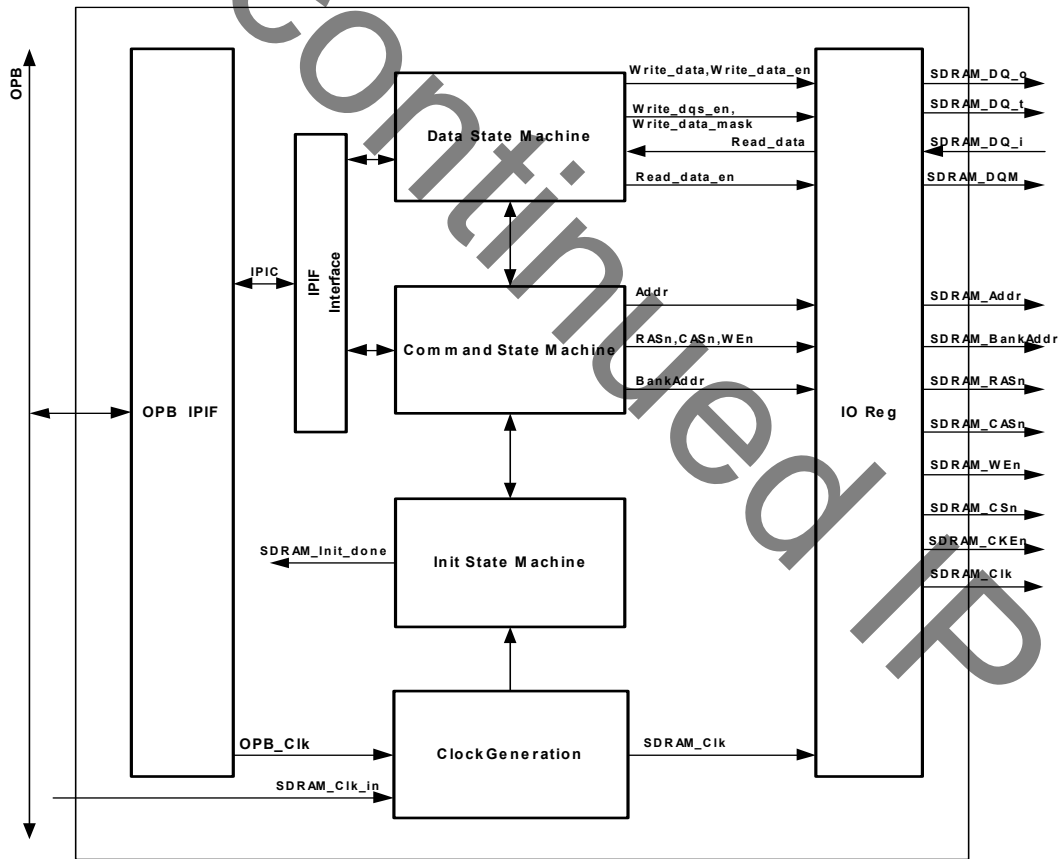 OPB
OPB IPIF
IPIC
IPIF
Interface
Data State Machine
Write_data,Write_data_en
Write_dqs_en,
Write_data_mask
Read_data
Read_data_en
Command State Machine
Addr
RASn,CASn,WEn
BankAddr
Init State Machine
SDRAM_Init_done
ClockGeneration
OPB_Clk
SDRAM_Clk_in
SDRAM_Clk
IO Reg
SDRAM_DQ_o
SDRAM_DQ_t
SDRAM_DQ_i
SDRAM_DQM
SDRAM_Addr
SDRAM_BankAddr
SDRAM_RASn
SDRAM_CASn
SDRAM_WEn
SDRAM_CSn
SDRAM_CKEn
SDRAM_Clk
continued IP